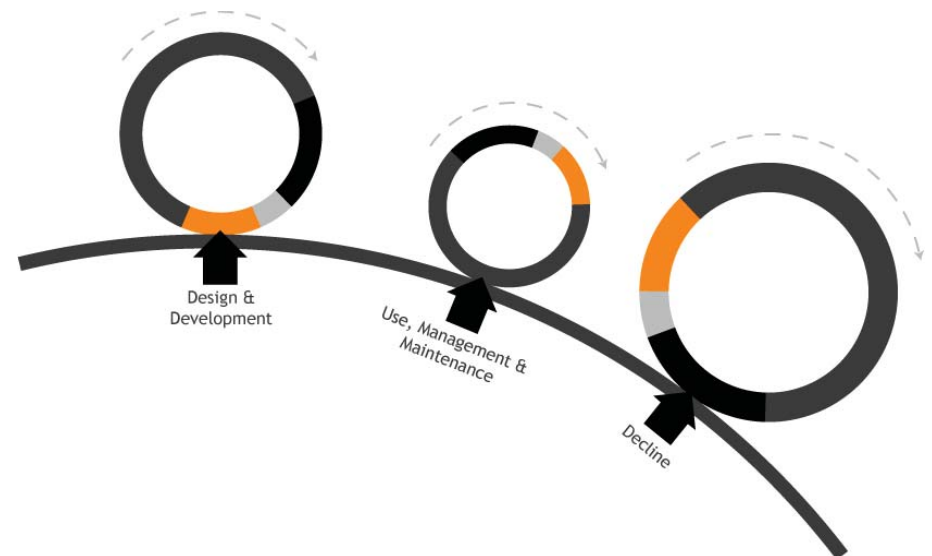 Design &
Development
Use, Management &
Maintenance
Decline